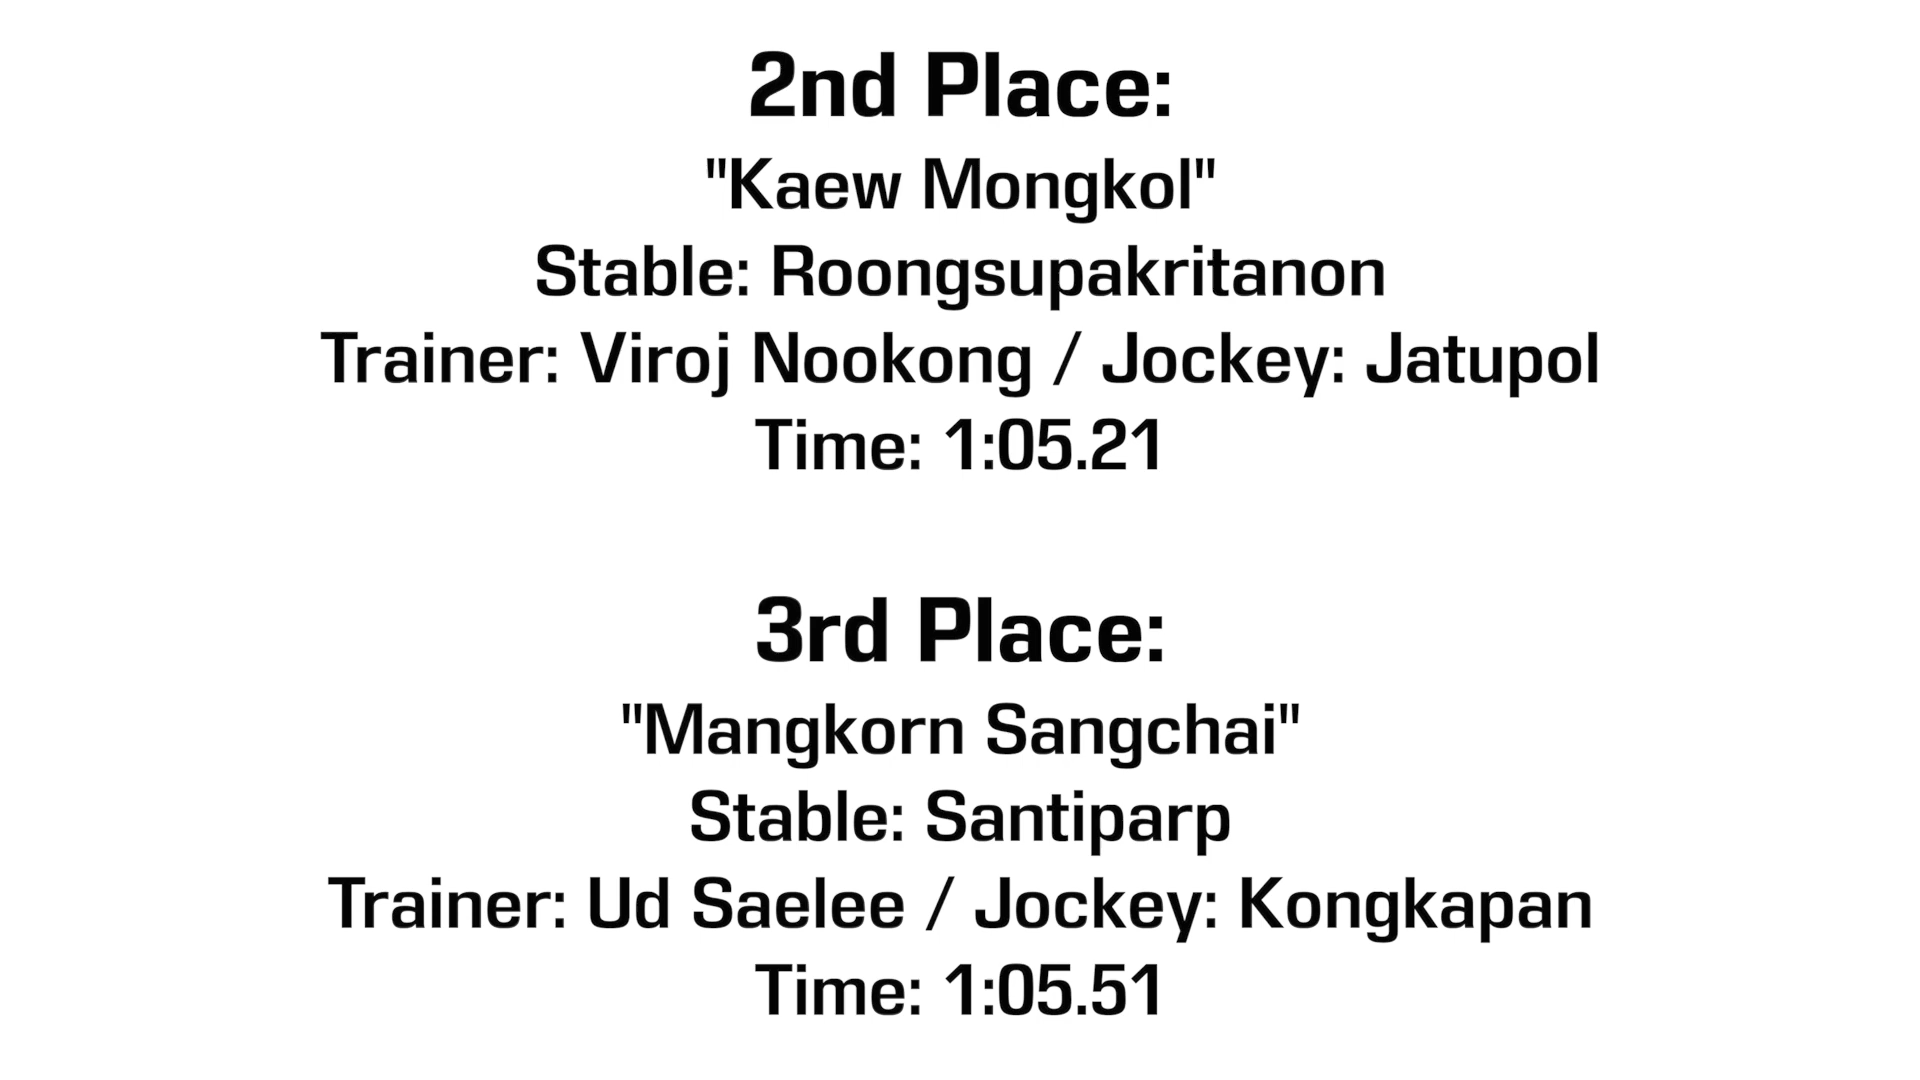 2nd Place:
"Kaew Mongkol"
Stable: Roongsupakritanon
Trainer: Viroj Nookong / Jockey: Jatupol
Time: 1:05.21
3rd Place:
"Mangkorn Sangchai"
Stable: Santiparp
Trainer: Ud Saelee / Jockey: Kongkapan
Time: 1:05.51